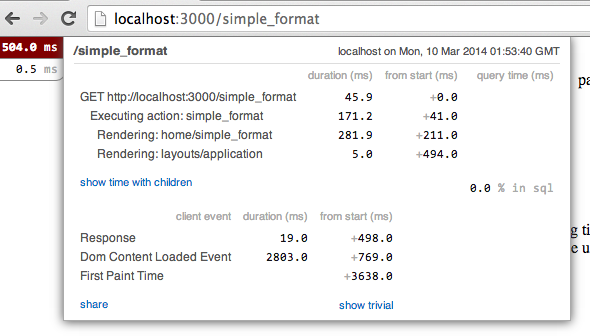 localhost:3000/simple_format
504.0 ms
/simple_format localhost on Mon, 10 Mar 2014 01:53:40 GMT
0.5 ms
duration (ms) from start (ms) query time (ms)
GET http://localhost:3000/simple_format 45.9 +0.0
Executing action: simple_format 171.2 +41.0
Rendering: home/simple_format 281.9 +211.0
Rendering: layouts/application 5.0 +494.0
show time with children
0.0 % in sql
client event duration (ms) from start (ms)
Response 19.0 +498.0
Dom Content Loaded Event 2803.0 +769.0
First Paint Time +3638.0
share show trivial